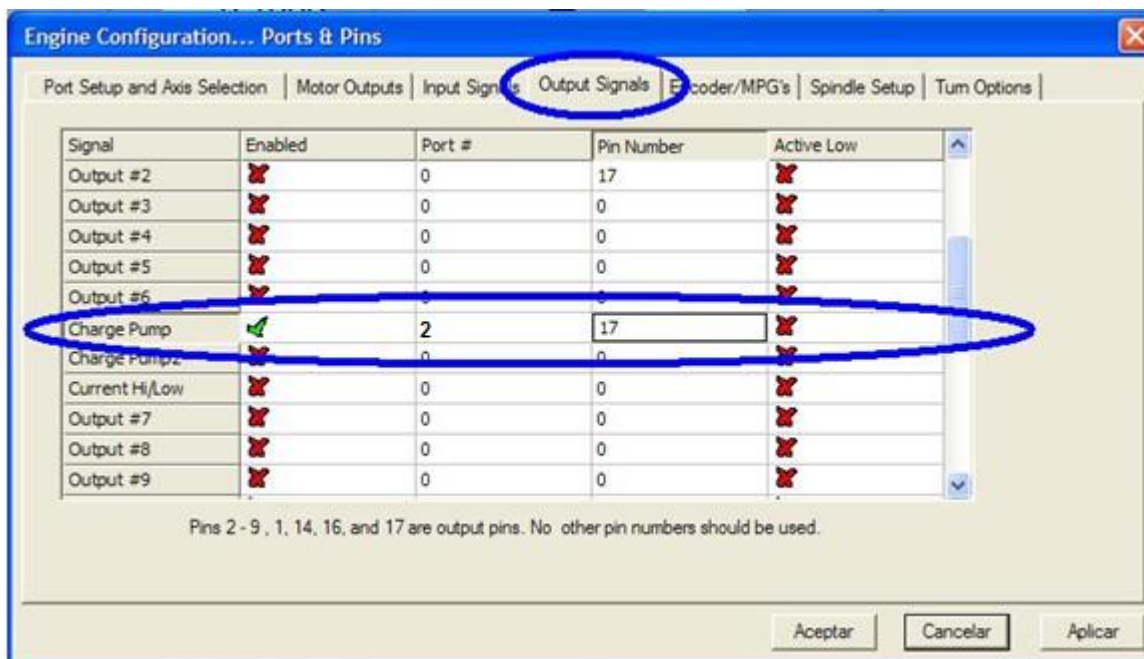 Engine Configuration... Ports & Pins
Port Setup and Axis Selection Motor Outputs Input Signals Output Signals Encoder/MPG's Spindle Setup Turn Options
Signal Enabled Port # Pin Number Active Low
Output #2 0 17
Output #3 0 0
Output #4 0 0
Output #5 0 0
Output #6 0 0
Charge Pump 2 17
Charge Pump2 0 0
Current Hi/Low 0 0
Output #7 0 0
Output #8 0 0
Output #9 0 0
Pins 2 - 9 , 1, 14, 16, and 17 are output pins. No other pin numbers should be used.
Aceptar Cancelar Aplicar